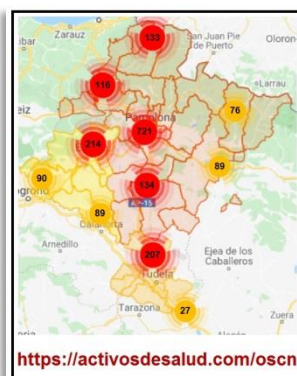 Zarauz
133
San Juan Pie
de Puerto
Oloron-
Larrau
116
76
Pamplona
721
214
89
90
134
89
A-15
Calahorra
Arnedillo
207
Ejea de los
Caballeros
Tudela
Tarazona
27
Zuera
https://activosdesalud.com/oscn